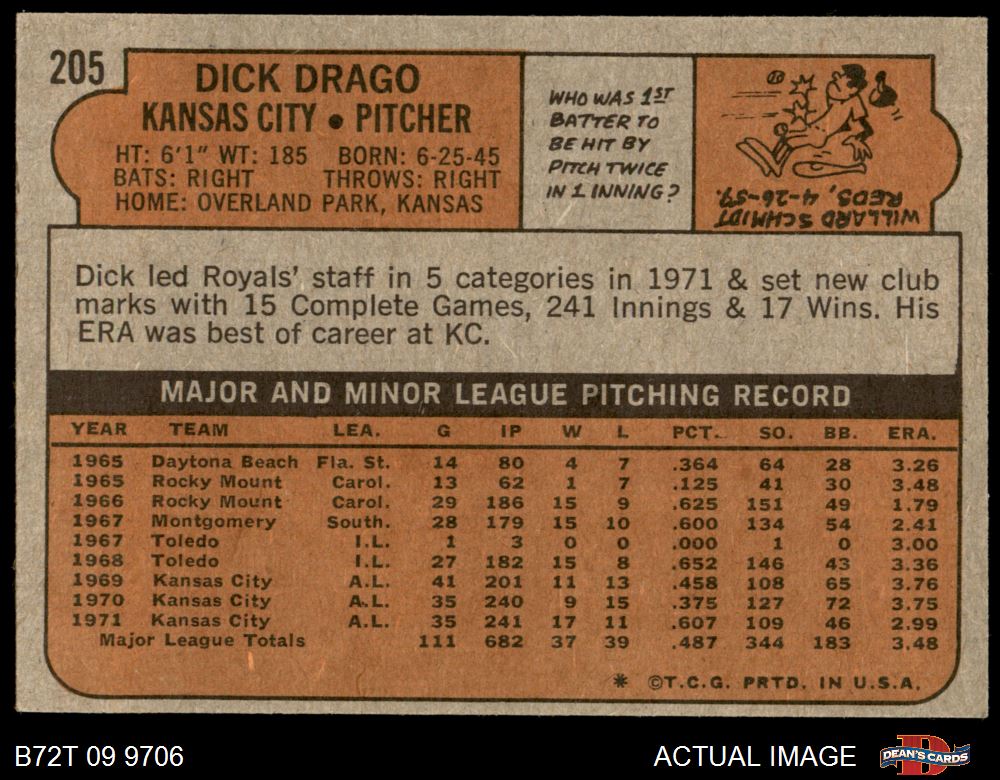 205
DICK DRAGO
KANSAS CITY • PITCHER
HT: 6'1" WT: 185 BORN: 6-25-45
BATS: RIGHT THROWS: RIGHT
HOME: OVERLAND PARK, KANSAS
WHO WAS 1ST
BATTER TO
BE HIT BY
PITCH TWICE
IN 1 INNING?
WILLARD SCHMIDT
REDS, 4-26-59.
Dick led Royals' staff in 5 categories in 1971 & set new club
marks with 15 Complete Games, 241 Innings & 17 Wins. His
ERA was best of career at KC.
MAJOR AND MINOR LEAGUE PITCHING RECORD
YEAR TEAM LEA. G IP W L PCT. SO. BB. ERA.
1965 Daytona Beach Fla. St. 14 80 4 7 .364 64 28 3.26
1965 Rocky Mount Carol. 13 62 1 7 .125 41 30 3.48
1966 Rocky Mount Carol. 29 186 15 9 .625 151 49 1.79
1967 Montgomery South. 28 179 15 10 .600 134 54 2.41
1967 Toledo I.L. 1 3 0 0 .000 1 0 3.00
1968 Toledo I.L. 27 182 15 8 .652 146 43 3.36
1969 Kansas City A.L. 41 201 11 13 .458 108 65 3.76
1970 Kansas City A.L. 35 240 9 15 .375 127 72 3.75
1971 Kansas City A.L. 35 241 17 11 .607 109 46 2.99
Major League Totals 111 682 37 39 .487 344 183 3.48
* ©T.C.G. PRTD. IN U.S.A.
B72T 09 9706
ACTUAL IMAGE
DEAN'S CARDS